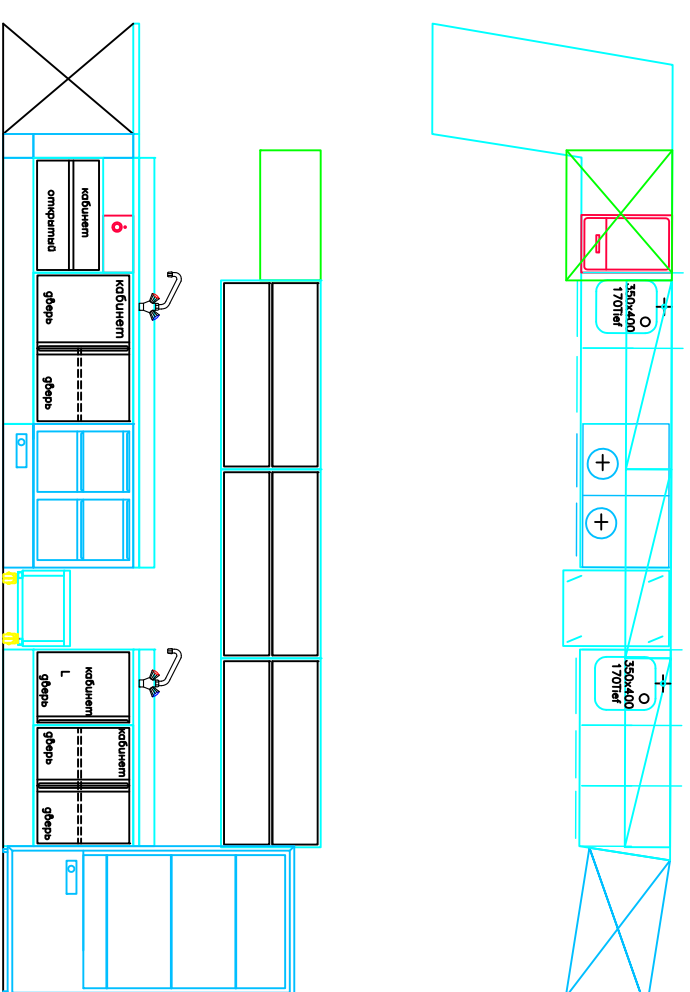 350x400
170Tief
350x400
170Tief
кабинет
открытый
кабинет
дверь
дверь
кабинет
L
дверь
кабинет
дверь
дверь